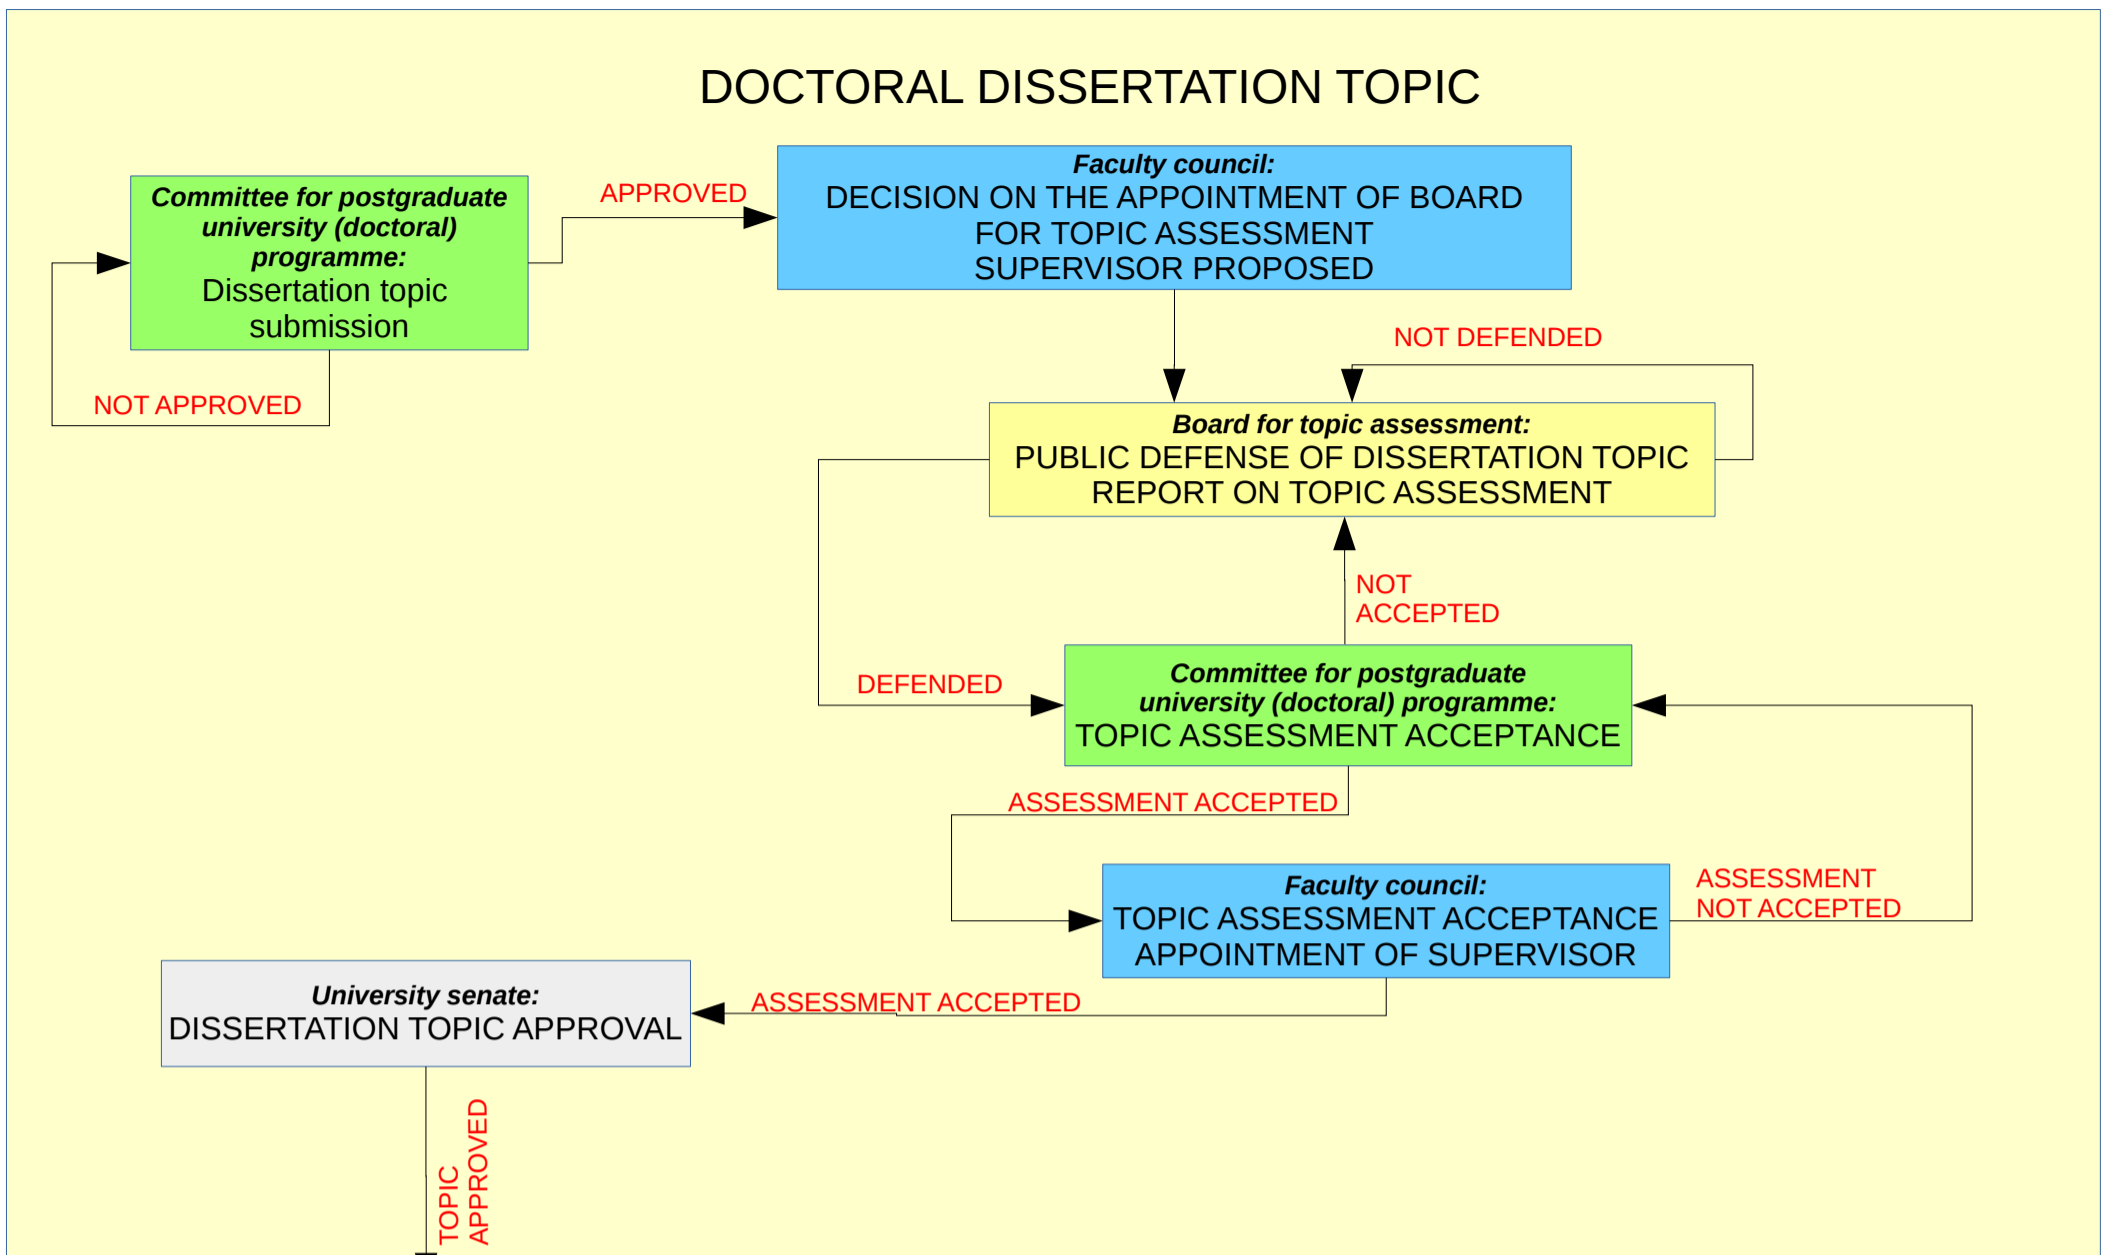 DOCTORAL DISSERTATION TOPIC
Committee for postgraduate
university (doctoral)
programme:
Dissertation topic
submission
APPROVED
NOT APPROVED
Faculty council:
DECISION ON THE APPOINTMENT OF BOARD
FOR TOPIC ASSESSMENT
SUPERVISOR PROPOSED
NOT DEFENDED
Board for topic assessment:
PUBLIC DEFENSE OF DISSERTATION TOPIC
REPORT ON TOPIC ASSESSMENT
NOT
ACCEPTED
DEFENDED
Committee for postgraduate
university (doctoral) programme:
TOPIC ASSESSMENT ACCEPTANCE
ASSESSMENT ACCEPTED
Faculty council:
TOPIC ASSESSMENT ACCEPTANCE
APPOINTMENT OF SUPERVISOR
ASSESSMENT
NOT ACCEPTED
ASSESSMENT ACCEPTED
University senate:
DISSERTATION TOPIC APPROVAL
TOPIC
APPROVED